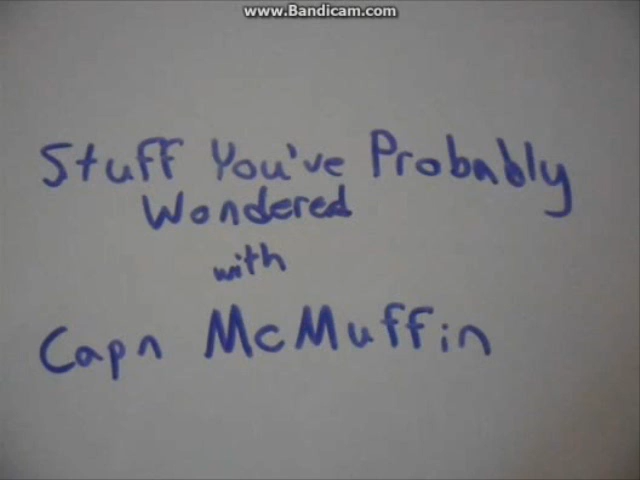 www.Bandicam.com
Stuff You've Probably
Wondered
with
Capn McMuffin